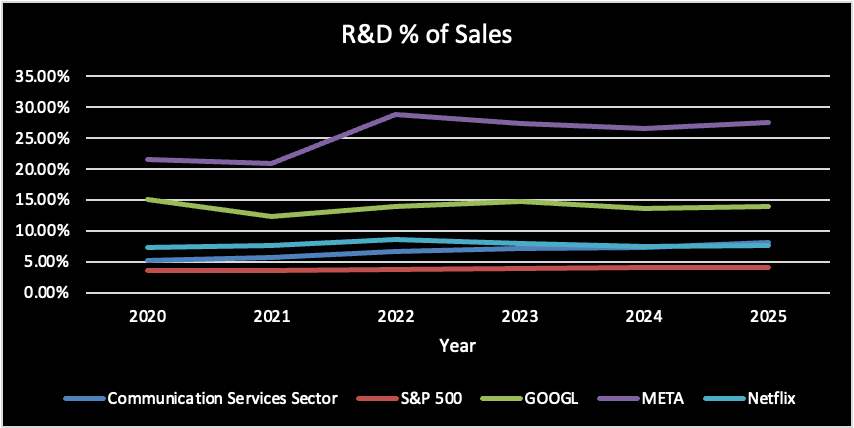 R&D % of Sales
35.00%
30.00%
25.00%
20.00%
15.00%
10.00%
5.00%
0.00%
2020 2021 2022 2023 2024 2025
Year
Communication Services Sector S&P 500 GOOGL META Netflix